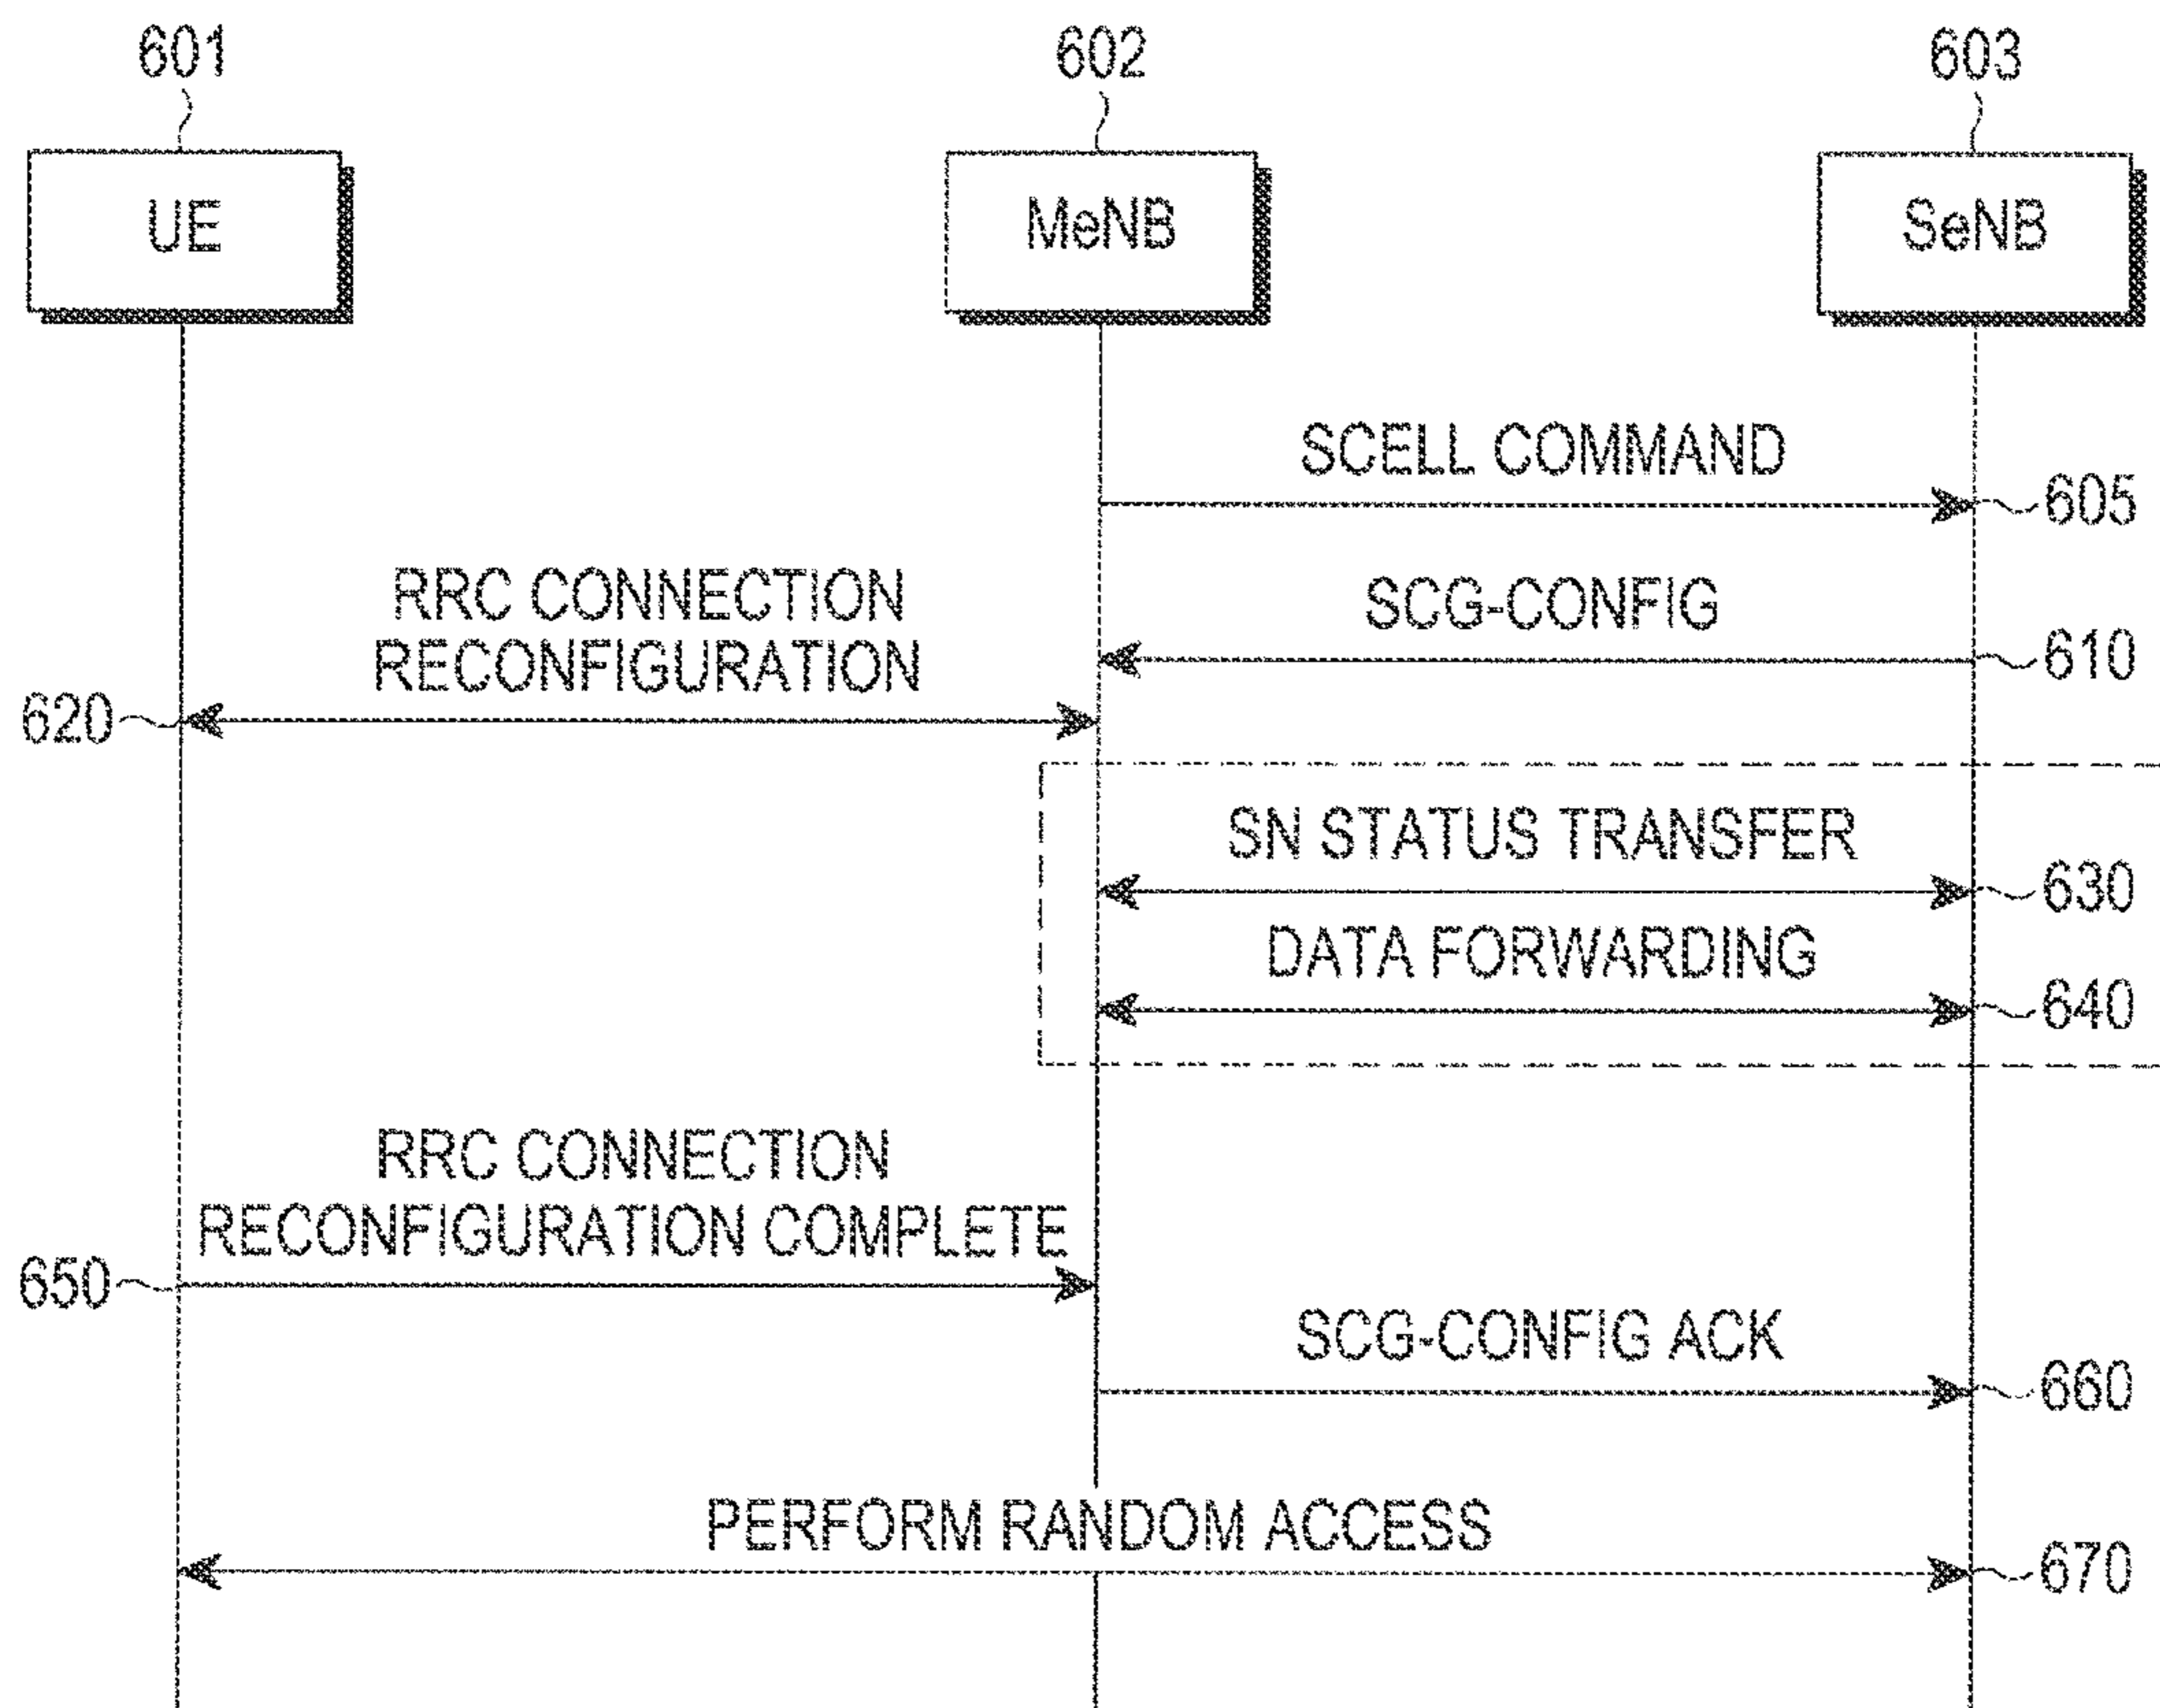 601
602
603
UE
MeNB
SeNB
SCELL COMMAND
605
RRC CONNECTION
RECONFIGURATION
SCG-CONFIG
610
620
SN STATUS TRANSFER
630
DATA FORWARDING
640
RRC CONNECTION
RECONFIGURATION COMPLETE
650
SCG-CONFIG ACK
660
PERFORM RANDOM ACCESS
670